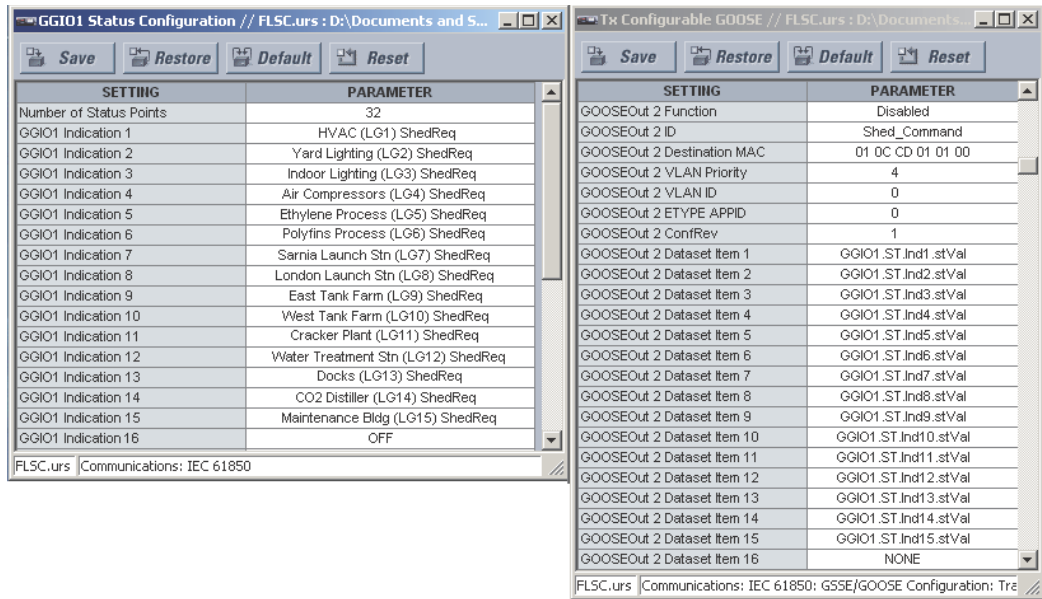 GGIO1 Status Configuration // FLSC.urs : D:\Documents and S...
Save Restore Default Reset
SETTING PARAMETER
Number of Status Points 32
GGIO1 Indication 1 HVAC (LG1) ShedReq
GGIO1 Indication 2 Yard Lighting (LG2) ShedReq
GGIO1 Indication 3 Indoor Lighting (LG3) ShedReq
GGIO1 Indication 4 Air Compressors (LG4) ShedReq
GGIO1 Indication 5 Ethylene Process (LG5) ShedReq
GGIO1 Indication 6 Polyfins Process (LG6) ShedReq
GGIO1 Indication 7 Sarnia Launch Stn (LG7) ShedReq
GGIO1 Indication 8 London Launch Stn (LG8) ShedReq
GGIO1 Indication 9 East Tank Farm (LG9) ShedReq
GGIO1 Indication 10 West Tank Farm (LG10) ShedReq
GGIO1 Indication 11 Cracker Plant (LG11) ShedReq
GGIO1 Indication 12 Water Treatment Stn (LG12) ShedReq
GGIO1 Indication 13 Docks (LG13) ShedReq
GGIO1 Indication 14 CO2 Distiller (LG14) ShedReq
GGIO1 Indication 15 Maintenance Bldg (LG15) ShedReq
GGIO1 Indication 16 OFF
FLSC.urs Communications: IEC 61850
Tx Configurable GOOSE // FLSC.urs : D:\Documents...
Save Restore Default Reset
SETTING PARAMETER
GOOSEOut 2 Function Disabled
GOOSEOut 2 ID Shed_Command
GOOSEOut 2 Destination MAC 01 0C CD 01 01 00
GOOSEOut 2 VLAN Priority 4
GOOSEOut 2 VLAN ID 0
GOOSEOut 2 ETYPE APPID 0
GOOSEOut 2 ConfRev 1
GOOSEOut 2 Dataset Item 1 GGIO1.ST.Ind1.stVal
GOOSEOut 2 Dataset Item 2 GGIO1.ST.Ind2.stVal
GOOSEOut 2 Dataset Item 3 GGIO1.ST.Ind3.stVal
GOOSEOut 2 Dataset Item 4 GGIO1.ST.Ind4.stVal
GOOSEOut 2 Dataset Item 5 GGIO1.ST.Ind5.stVal
GOOSEOut 2 Dataset Item 6 GGIO1.ST.Ind6.stVal
GOOSEOut 2 Dataset Item 7 GGIO1.ST.Ind7.stVal
GOOSEOut 2 Dataset Item 8 GGIO1.ST.Ind8.stVal
GOOSEOut 2 Dataset Item 9 GGIO1.ST.Ind9.stVal
GOOSEOut 2 Dataset Item 10 GGIO1.ST.Ind10.stVal
GOOSEOut 2 Dataset Item 11 GGIO1.ST.Ind11.stVal
GOOSEOut 2 Dataset Item 12 GGIO1.ST.Ind12.stVal
GOOSEOut 2 Dataset Item 13 GGIO1.ST.Ind13.stVal
GOOSEOut 2 Dataset Item 14 GGIO1.ST.Ind14.stVal
GOOSEOut 2 Dataset Item 15 GGIO1.ST.Ind15.stVal
GOOSEOut 2 Dataset Item 16 NONE
FLSC.urs Communications: IEC 61850: GSSE/GOOSE Configuration: Tra